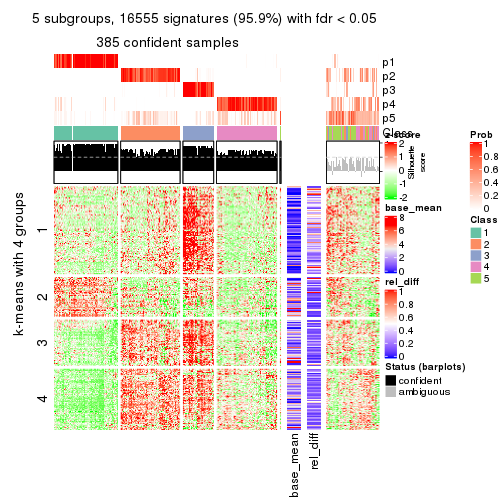 5 subgroups, 16555 signatures (95.9%) with fdr < 0.05
385 confident samples
p1
p2
p3
p4
p5
Class
k-means with 4 groups
1
2
3
4
base_mean
rel_diff
z-score
2
1
0
-1
-2
Silhouette
score
base_mean
8
6
4
2
0
rel_diff
1
0.8
0.6
0.4
0.2
0
Status (barplots)
confident
ambiguous
Prob
1
0.8
0.6
0.4
0.2
0
Class
1
2
3
4
5